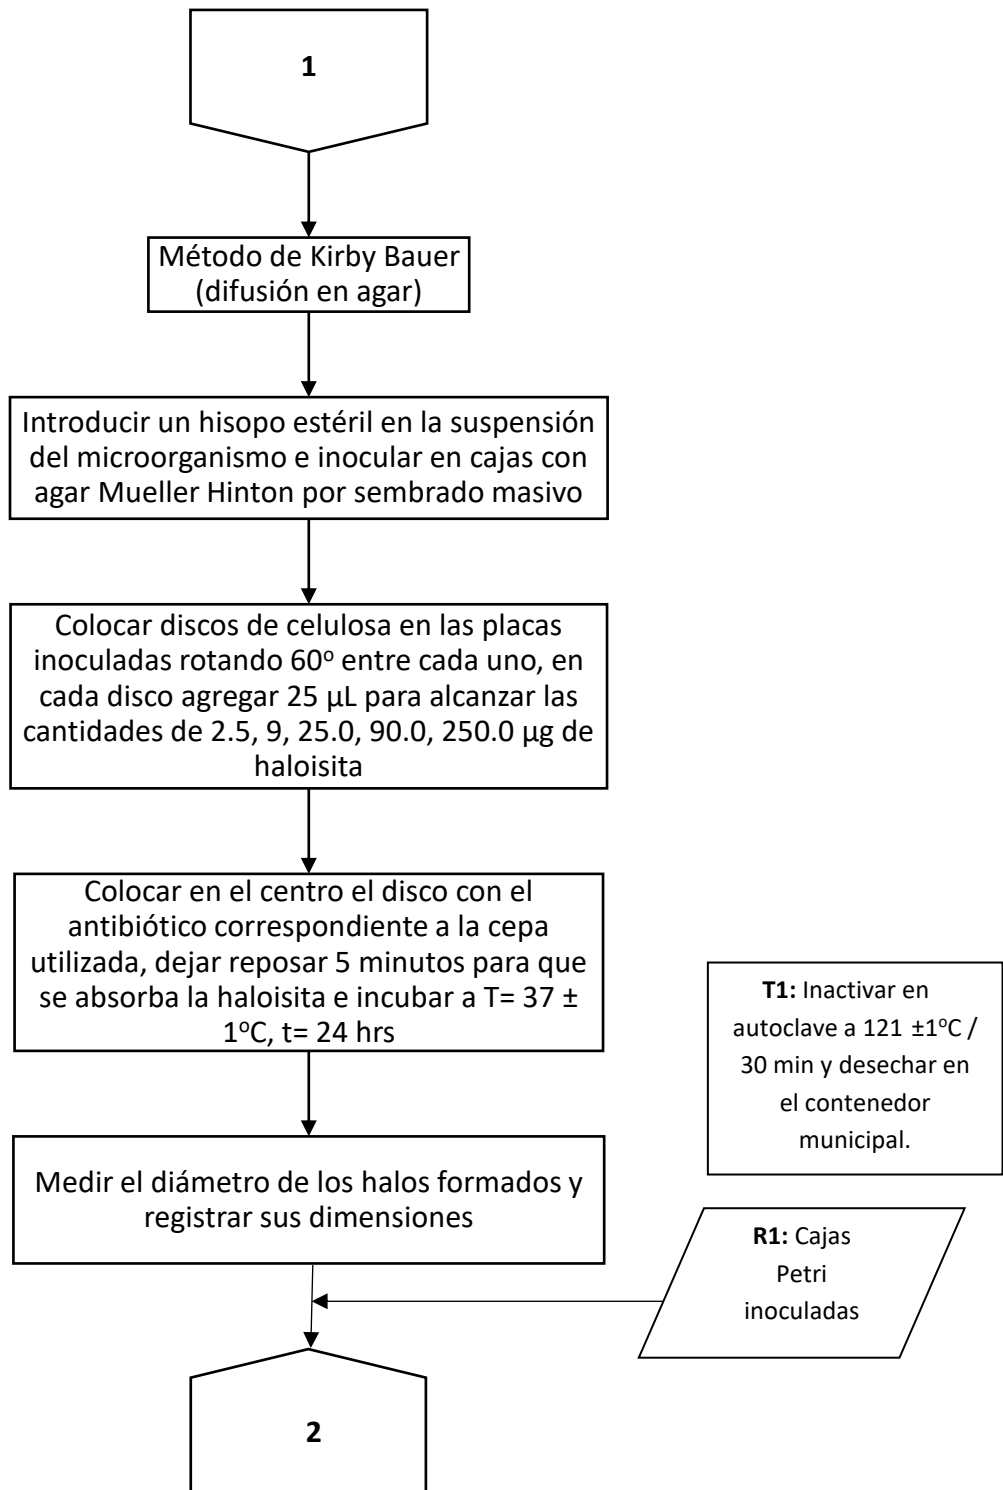 1
Método de Kirby Bauer
(difusión en agar)
Introducir un hisopo estéril en la suspensión
del microorganismo e inocular en cajas con
agar Mueller Hinton por sembrado masivo
Colocar discos de celulosa en las placas
inoculadas rotando 60° entre cada uno, en
cada disco agregar 25 µL para alcanzar las
cantidades de 2.5, 9, 25.0, 90.0, 250.0 µg de
haloisita
Colocar en el centro el disco con el
antibiótico correspondiente a la cepa
utilizada, dejar reposar 5 minutos para que
se absorba la haloisita e incubar a T= 37 ±
1°C, t= 24 hrs
T1: Inactivar en
autoclave a 121 ±1°C /
30 min y desechar en
el contenedor
municipal.
Medir el diámetro de los halos formados y
registrar sus dimensiones
R1: Cajas
Petri
inoculadas
2